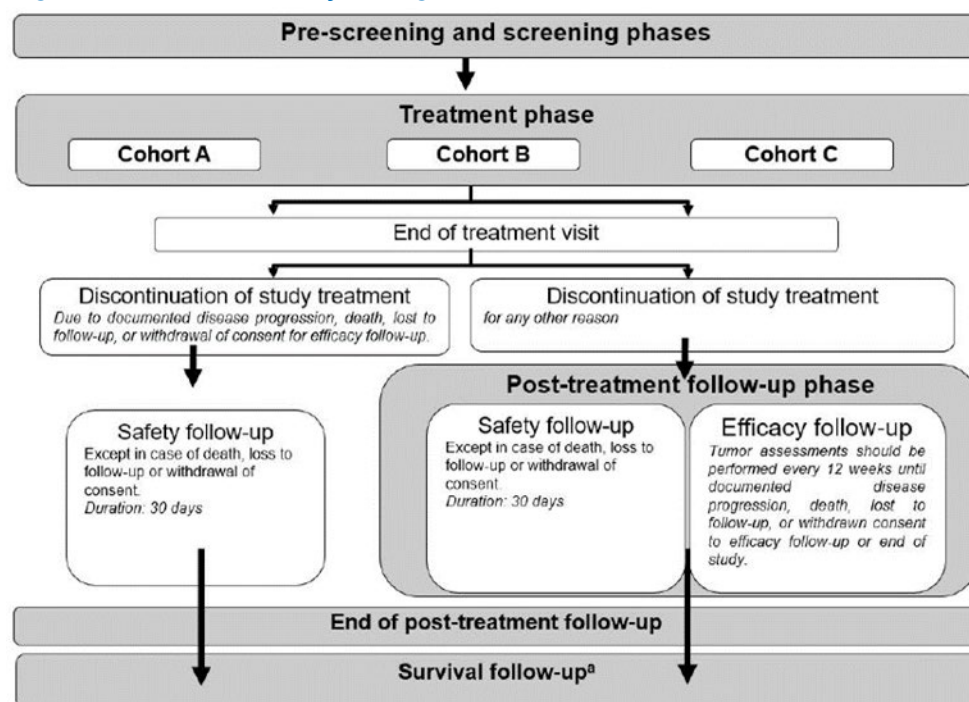 Pre-screening and screening phases
Treatment phase
Cohort A
Cohort B
Cohort C
End of treatment visit
Discontinuation of study treatment
Due to documented disease progression, death, lost to
follow-up, or withdrawal of consent for efficacy follow-up.
Discontinuation of study treatment
for any other reason
Post-treatment follow-up phase
Safety follow-up
Except in case of death, loss to
follow-up or withdrawal of
consent.
Duration: 30 days
Safety follow-up
Except in case of death, loss to
follow-up or withdrawal of
consent.
Duration: 30 days
Efficacy follow-up
Tumor assessments should be
performed every 12 weeks until
documented disease
progression, death, lost to
follow-up, or withdrawn consent
to efficacy follow-up or end of
study.
End of post-treatment follow-up
Survival follow-upª